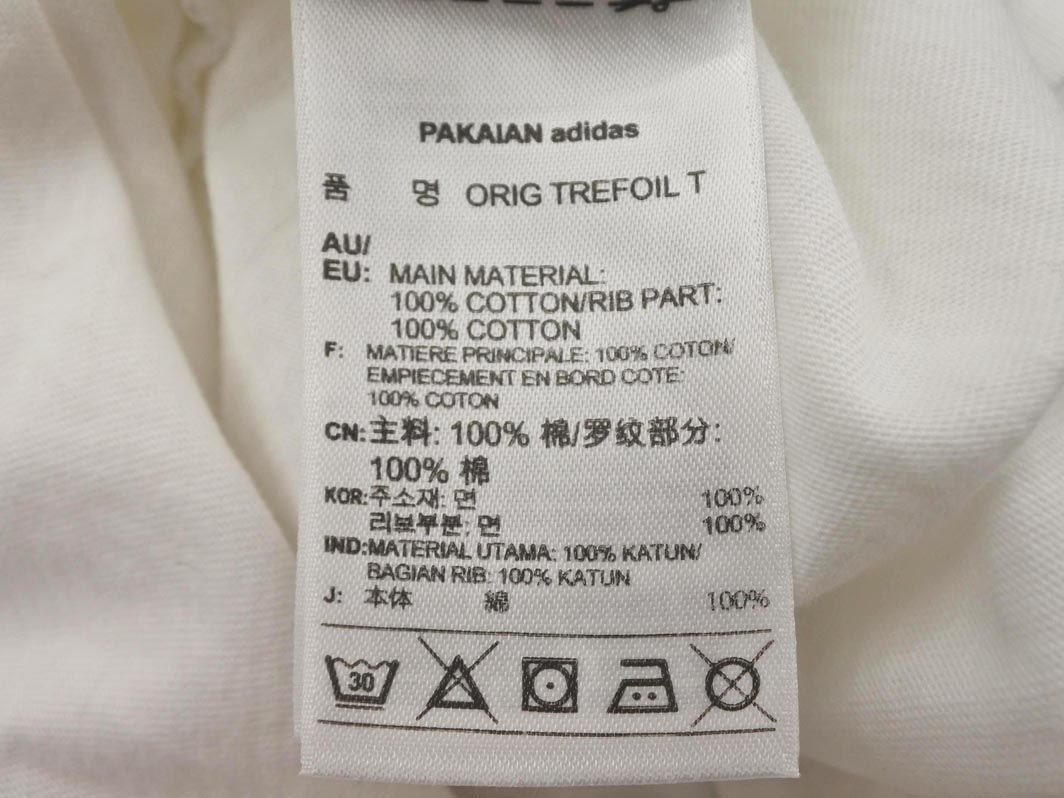 PAKAIAN adidas
품 명 ORIG TREFOIL T
AU/
EU: MAIN MATERIAL:
100% COTTON/RIB PART:
100% COTTON
F: MATIERE PRINCIPALE: 100% COTON/
EMPIECEMENT EN BORD COTE:
100% COTON
CN:主料: 100% 棉/罗纹部分:
100% 棉
KOR:주소재: 면 100%
리브부분: 면 100%
IND:MATERIAL UTAMA: 100% KATUN/
BAGIAN RIB: 100% KATUN
J: 本体 綿 100%
30